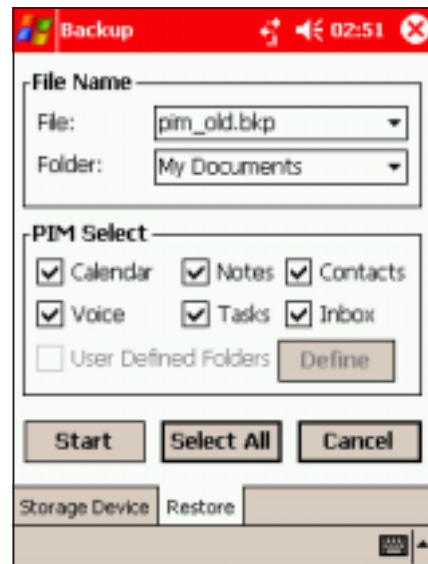 Backup 02:51
File Name
File: pim_old.bkp
Folder: My Documents
PIM Select
Calendar Notes Contacts
Voice Tasks Inbox
User Defined Folders Define
Start Select All Cancel
Storage Device Restore